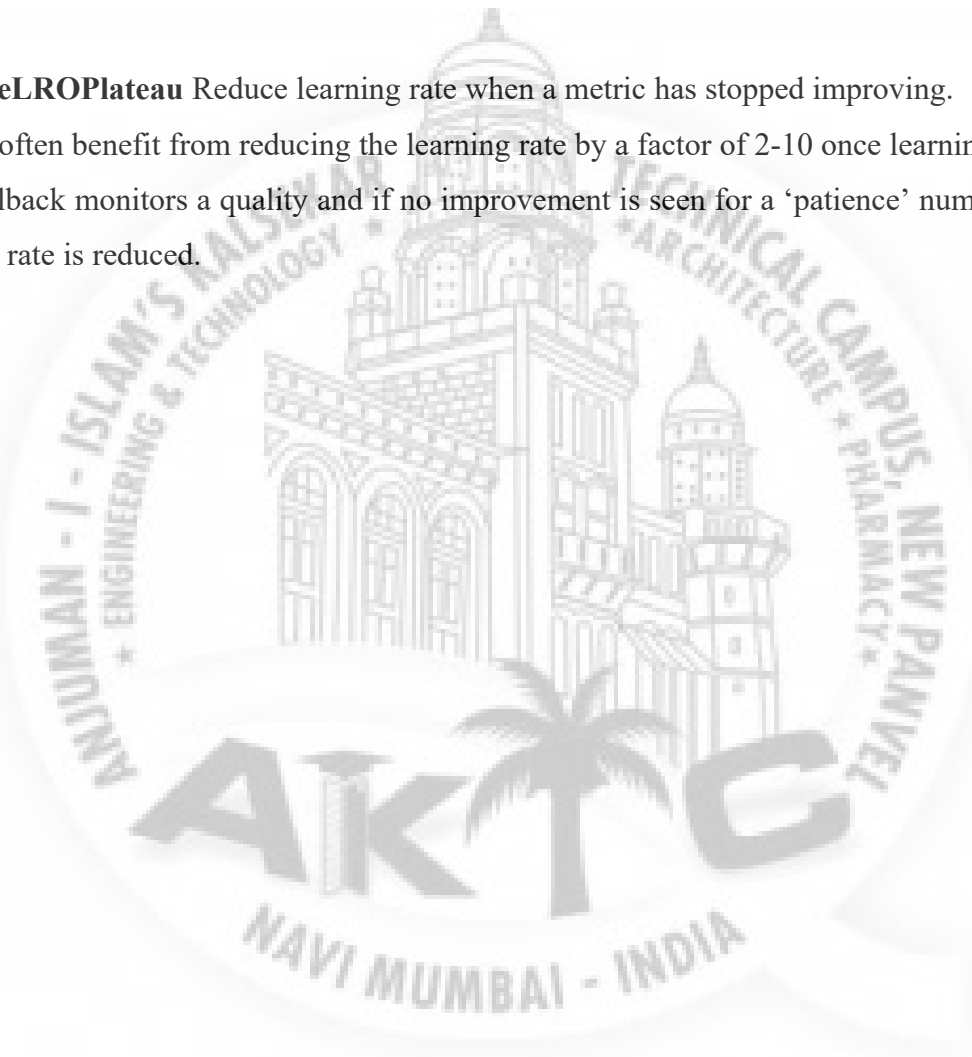 eLROPlateau Reduce learning rate when a metric has stopped improving.
often benefit from reducing the learning rate by a factor of 2-10 once learnin
lback monitors a quality and if no improvement is seen for a ‘patience’ num
rate is reduced.
ANJUMAN - I - ISLAM'S KALSEKAR TECHNICAL CAMPUS, NEW PANVEL
* ENGINEERING & TECHNOLOGY * *ARCHITECTURE * PHARMACY*
AKTC
NAVI MUMBAI - INDIA